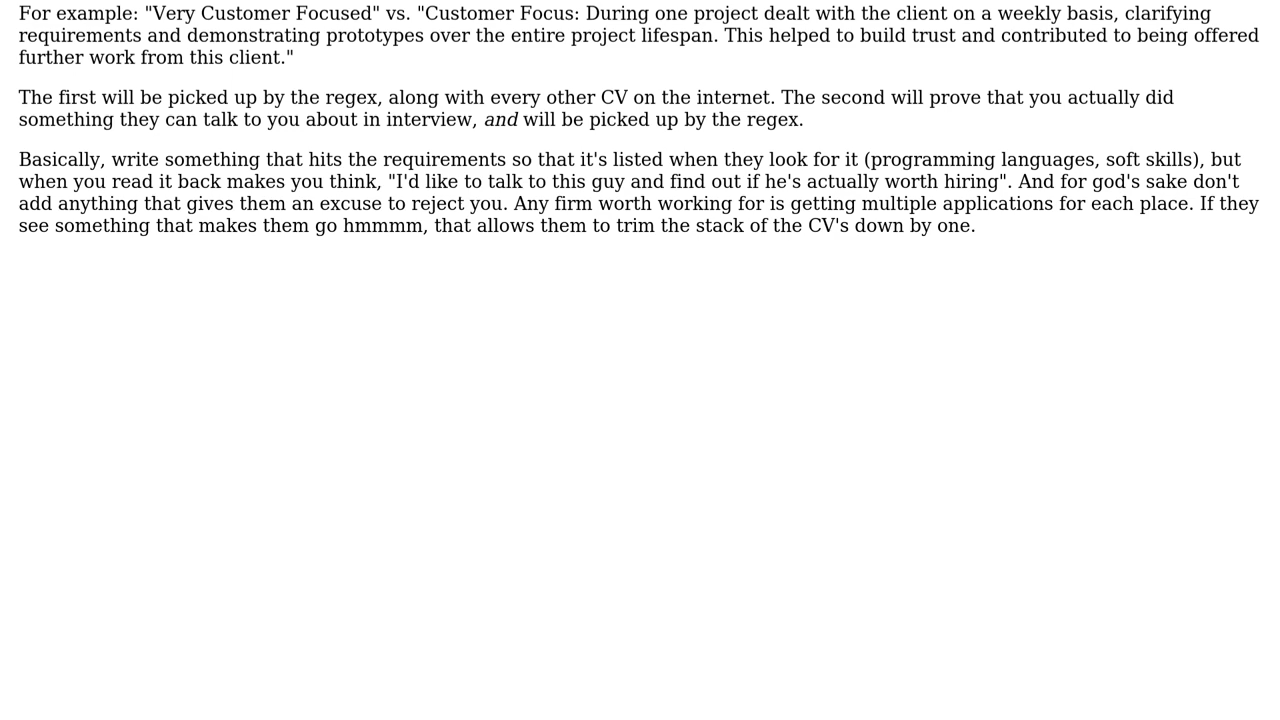 For example: "Very Customer Focused" vs. "Customer Focus: During one project dealt with the client on a weekly basis, clarifying
requirements and demonstrating prototypes over the entire project lifespan. This helped to build trust and contributed to being offered
further work from this client."
The first will be picked up by the regex, along with every other CV on the internet. The second will prove that you actually did
something they can talk to you about in interview, and will be picked up by the regex.
Basically, write something that hits the requirements so that it's listed when they look for it (programming languages, soft skills), but
when you read it back makes you think, "I'd like to talk to this guy and find out if he's actually worth hiring". And for god's sake don't
add anything that gives them an excuse to reject you. Any firm worth working for is getting multiple applications for each place. If they
see something that makes them go hmmmm, that allows them to trim the stack of the CV's down by one.